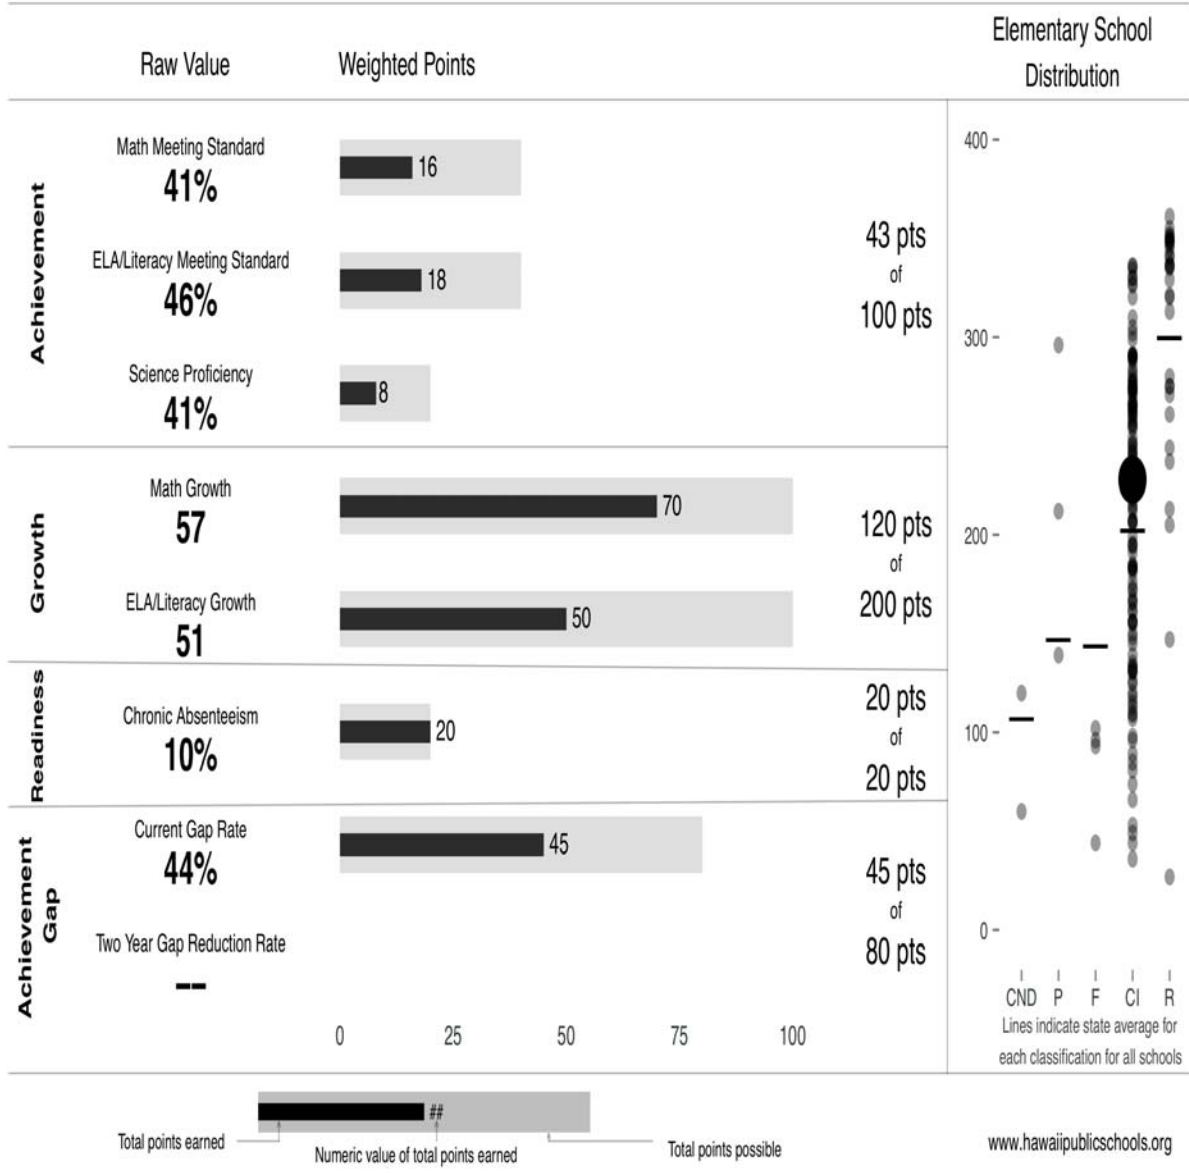 Raw Value
Weighted Points
Elementary School
Distribution
Achievement
Math Meeting Standard
41%
16
ELA/Literacy Meeting Standard
46%
18
Science Proficiency
41%
8
43 pts
of
100 pts
Growth
Math Growth
57
70
ELA/Literacy Growth
51
50
120 pts
of
200 pts
Readiness
Chronic Absenteeism
10%
20
20 pts
of
20 pts
Achievement
Gap
Current Gap Rate
44%
45
Two Year Gap Reduction Rate
--
45 pts
of
80 pts
0 25 50 75 100
400
300
200
100
0
CND P F CI R
Lines indicate state average for
each classification for all schools
##
Total points earned
Numeric value of total points earned
Total points possible
www.hawaiipublicschools.org